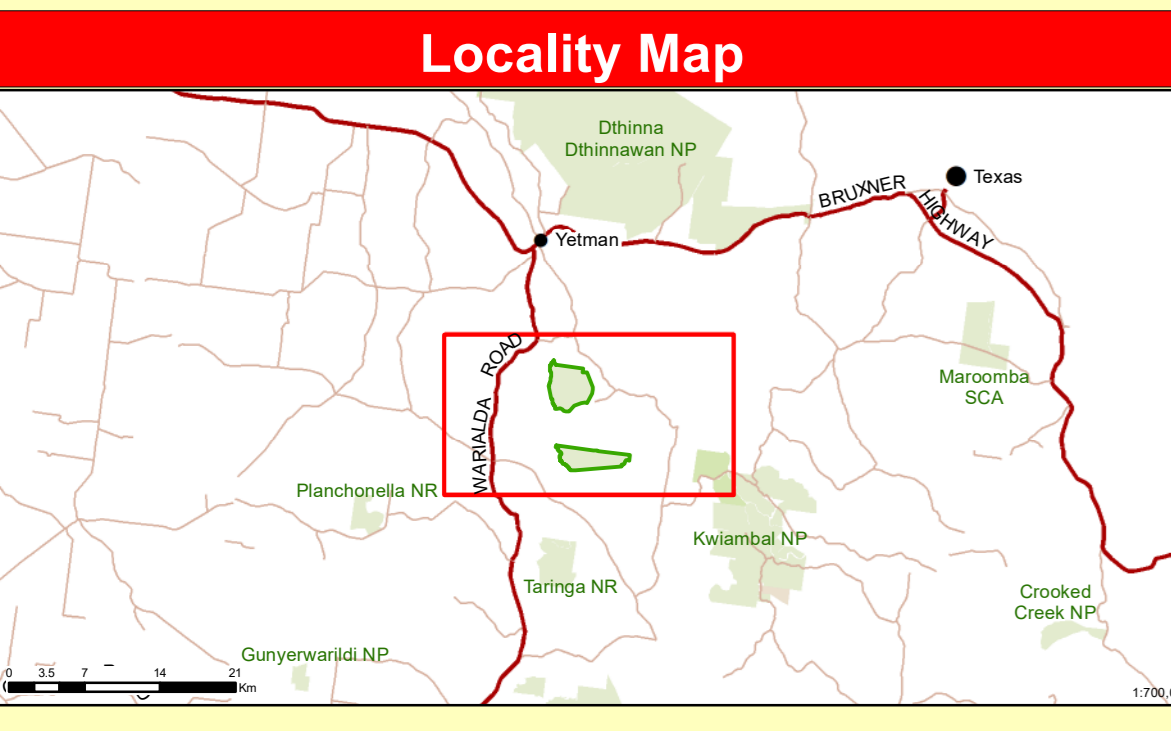 Locality Map
Dthinna
Dthinnawan NP
Texas
BRUXNER
HIGHWAY
Yetman
ROAD
WARIALDA
Maroomba
SCA
Planchonella NR
Kwiambal NP
Taringa NR
Crooked
Creek NP
Gunyerwarildi NP
0 3.5 7 14 21
Km